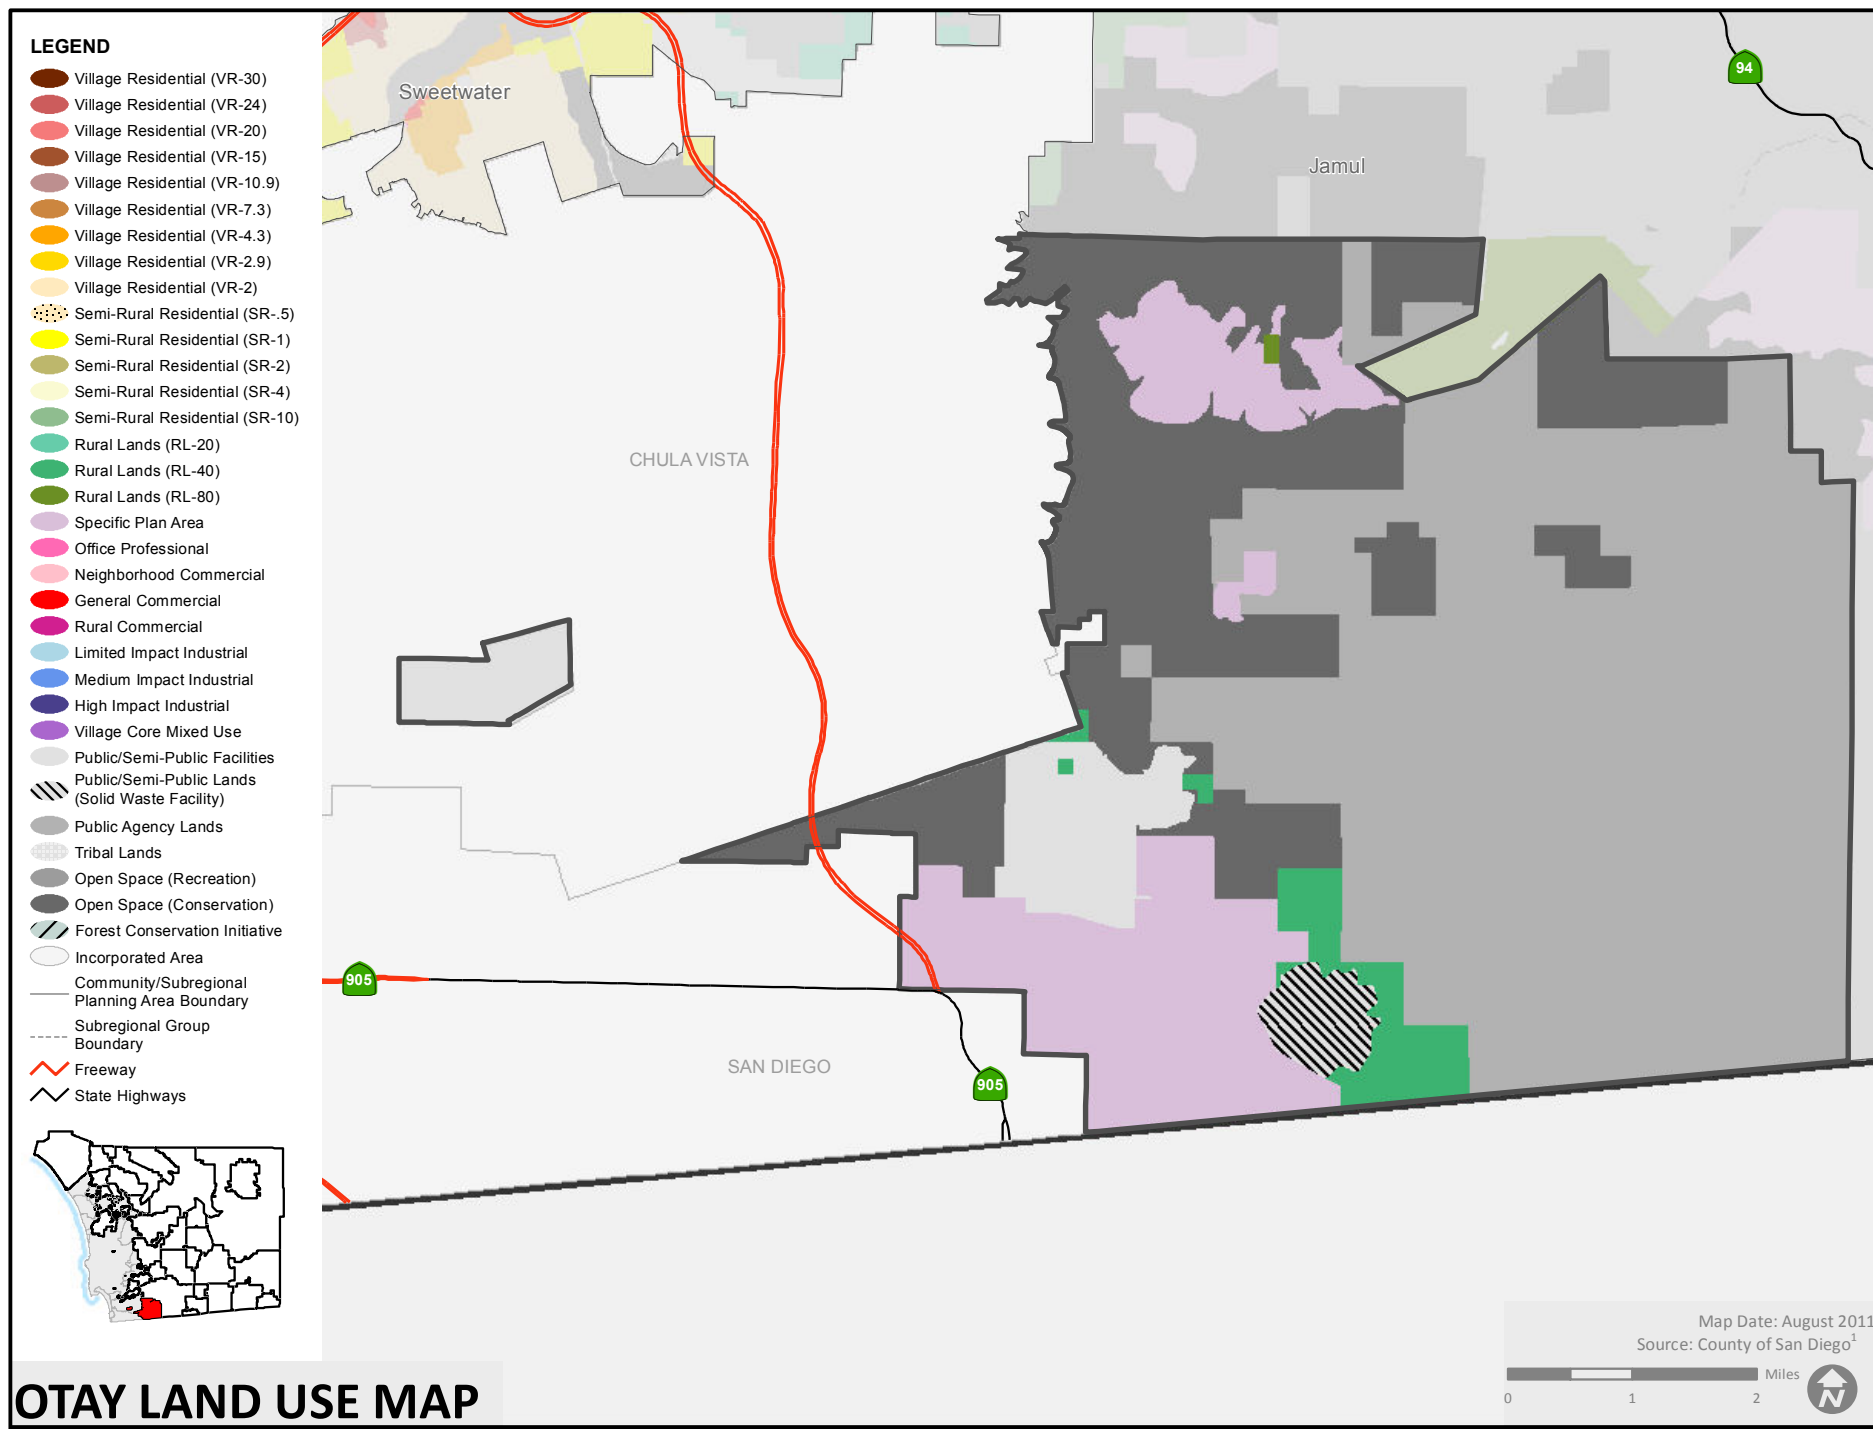 LEGEND
Village Residential (VR-30)
Village Residential (VR-24)
Village Residential (VR-20)
Village Residential (VR-15)
Village Residential (VR-10.9)
Village Residential (VR-7.3)
Village Residential (VR-4.3)
Village Residential (VR-2.9)
Village Residential (VR-2)
Semi-Rural Residential (SR-.5)
Semi-Rural Residential (SR-1)
Semi-Rural Residential (SR-2)
Semi-Rural Residential (SR-4)
Semi-Rural Residential (SR-10)
Rural Lands (RL-20)
Rural Lands (RL-40)
Rural Lands (RL-80)
Specific Plan Area
Office Professional
Neighborhood Commercial
General Commercial
Rural Commercial
Limited Impact Industrial
Medium Impact Industrial
High Impact Industrial
Village Core Mixed Use
Public/Semi-Public Facilities
Public/Semi-Public Lands
(Solid Waste Facility)
Public Agency Lands
Tribal Lands
Open Space (Recreation)
Open Space (Conservation)
Forest Conservation Initiative
Incorporated Area
Community/Subregional
Planning Area Boundary
Subregional Group
Boundary
Freeway
State Highways
Sweetwater
94
Jamul
CHULA VISTA
905
SAN DIEGO
905
Map Date: August 2011
Source: County of San Diego1
Miles
0 1 2
N
OTAY LAND USE MAP